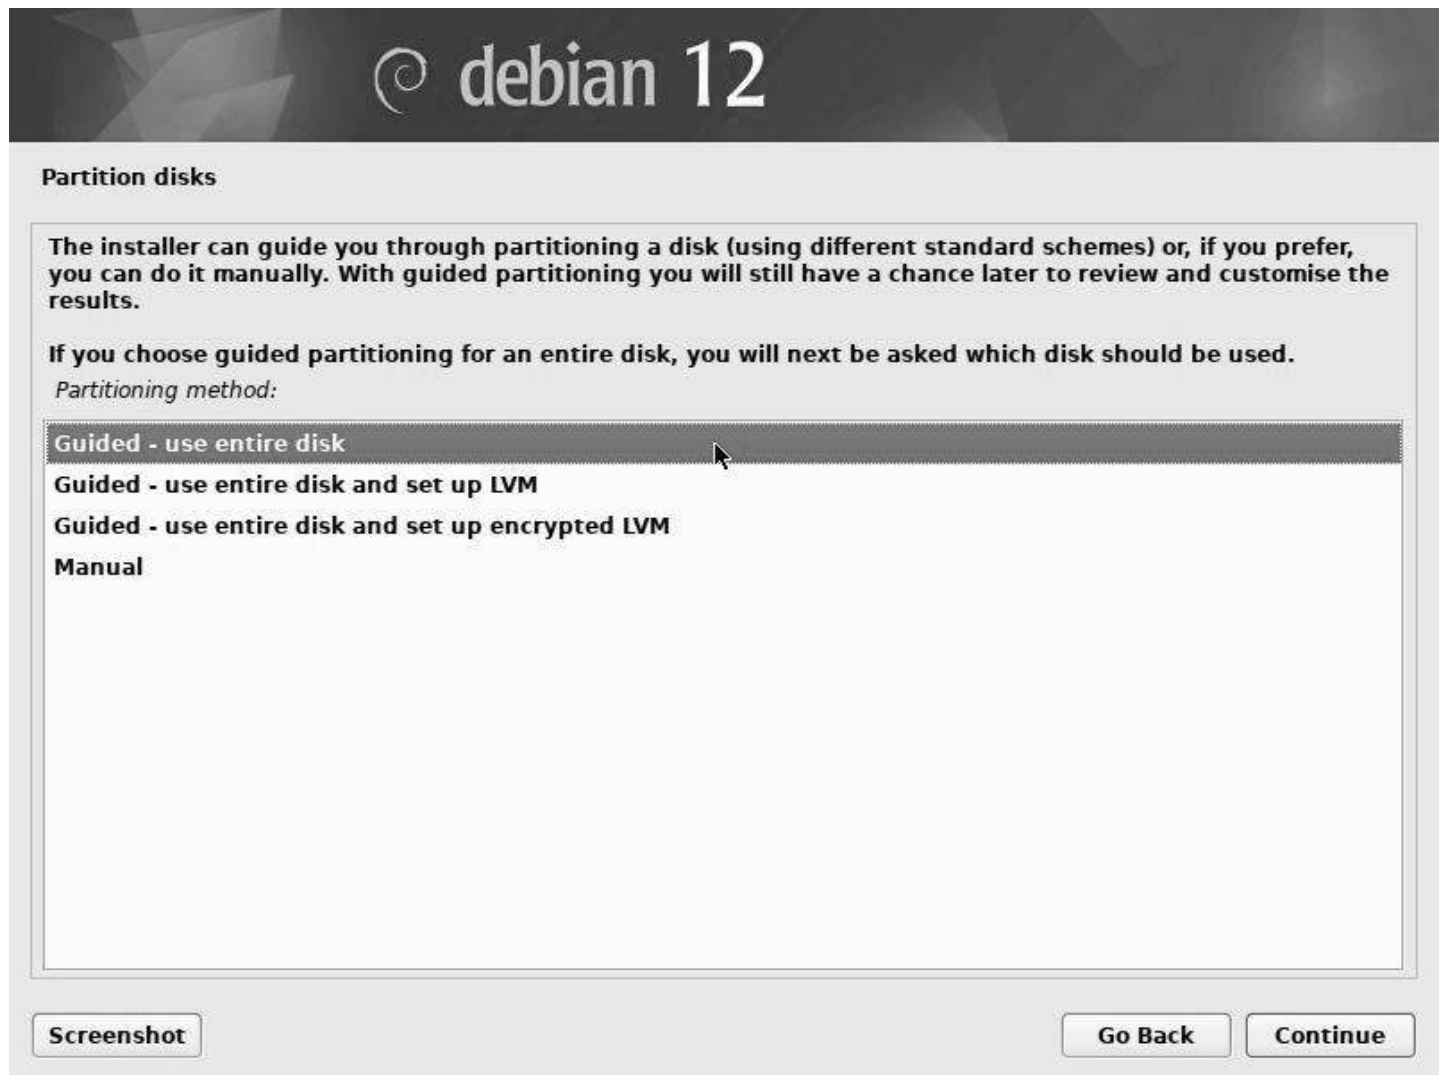 debian 12
Partition disks
The installer can guide you through partitioning a disk (using different standard schemes) or, if you prefer,
you can do it manually. With guided partitioning you will still have a chance later to review and customise the
results.
If you choose guided partitioning for an entire disk, you will next be asked which disk should be used.
Partitioning method:
Guided - use entire disk
Guided - use entire disk and set up LVM
Guided - use entire disk and set up encrypted LVM
Manual
Screenshot
Go Back
Continue